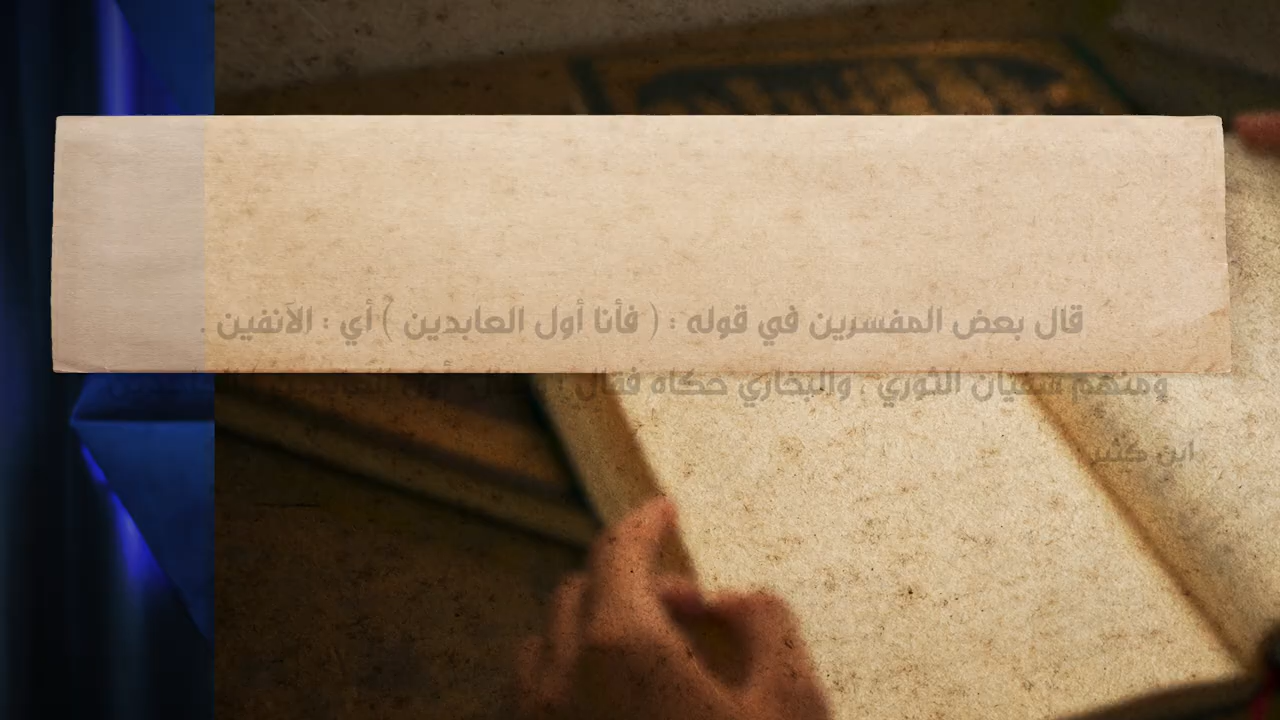 قال بعض المفسرين في قوله : ( فأنا أول العابدين ) أي : الآنفين .
ومنهم سفيان الثوري ، والبخاري حكاه فقال
ابن كثير